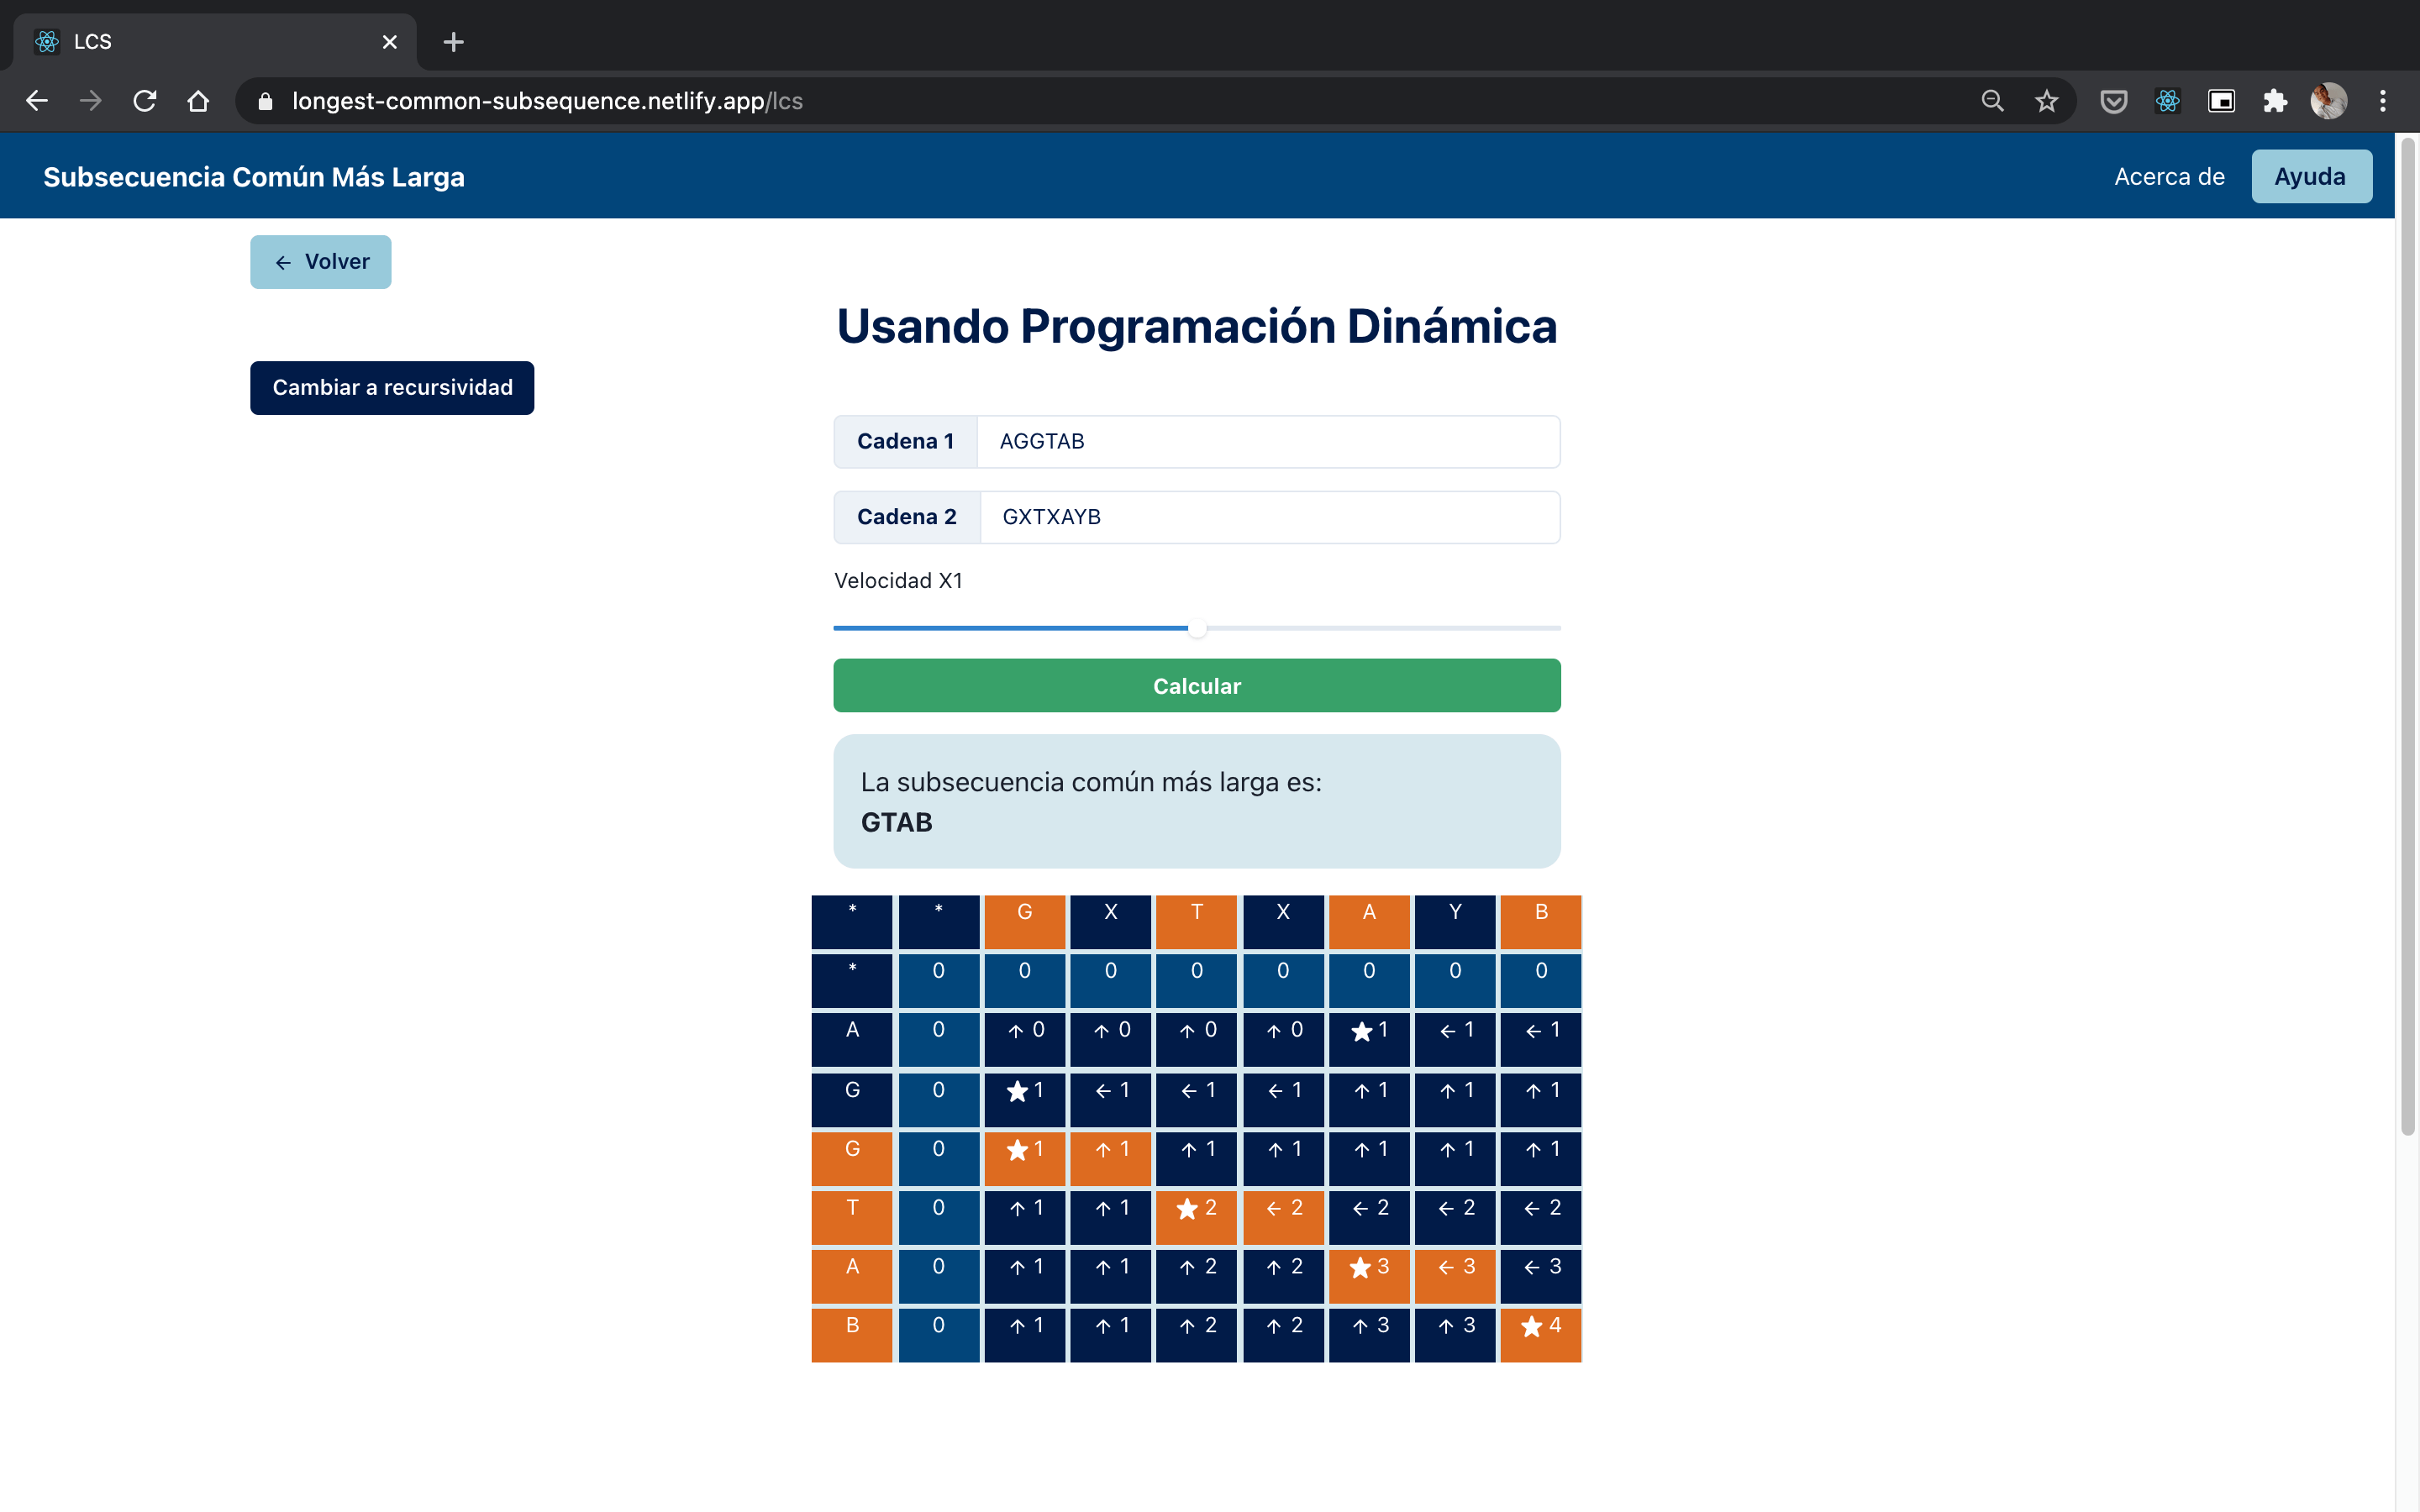 LCS
longest-common-subsequence.netlify.app/lcs
Subsecuencia Común Más Larga
Acerca de
Ayuda
← Volver
Usando Programación Dinámica
Cambiar a recursividad
Cadena 1 AGGTAB
Cadena 2 GXTXAYB
Velocidad X1
Calcular
La subsecuencia común más larga es:
GTAB
* * G X T X A Y B
* 0 0 0 0 0 0 0 0
A 0 ↑ 0 ↑ 0 ↑ 0 ↑ 0 ★ 1 ← 1 ← 1
G 0 ★ 1 ← 1 ← 1 ← 1 ↑ 1 ↑ 1 ↑ 1
G 0 ★ 1 ↑ 1 ↑ 1 ↑ 1 ↑ 1 ↑ 1 ↑ 1
T 0 ↑ 1 ↑ 1 ★ 2 ← 2 ← 2 ← 2 ← 2
A 0 ↑ 1 ↑ 1 ↑ 2 ↑ 2 ★ 3 ← 3 ← 3
B 0 ↑ 1 ↑ 1 ↑ 2 ↑ 2 ↑ 3 ↑ 3 ★ 4